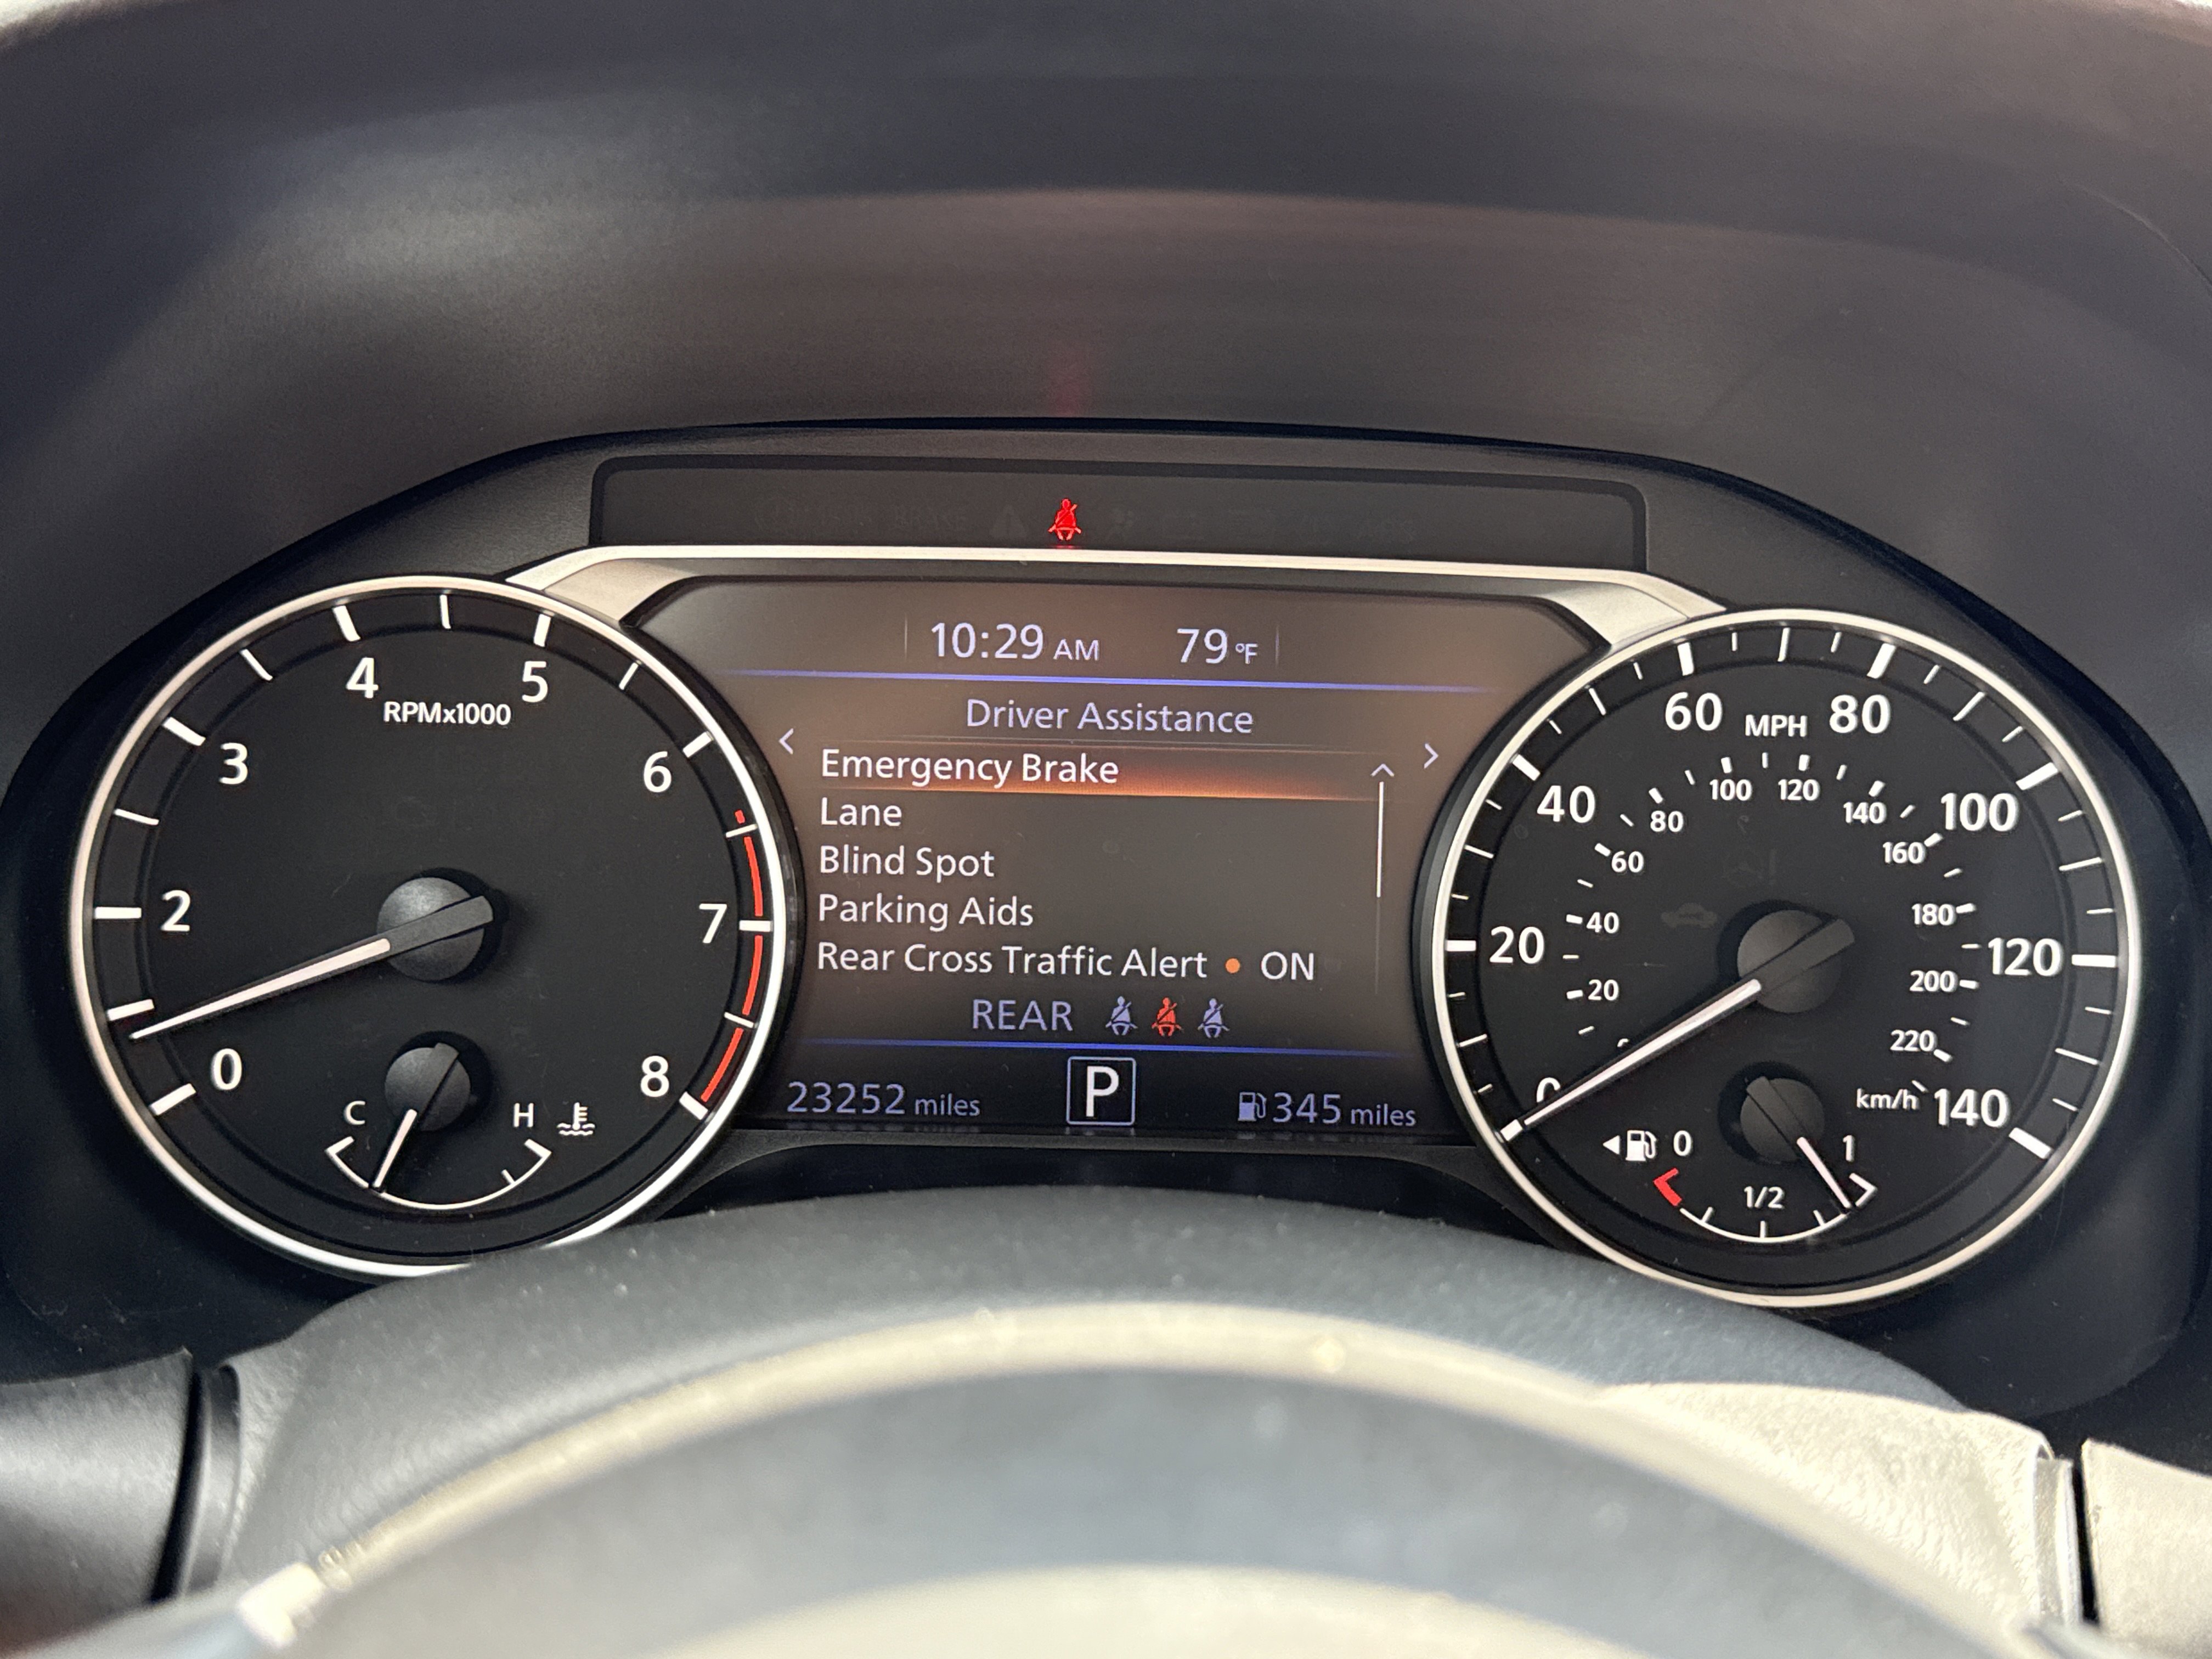 10:29 AM 79 °F
Driver Assistance
< >
Emergency Brake
Lane
Blind Spot
Parking Aids
Rear Cross Traffic Alert • ON
REAR
23252 miles P 345 miles
0
2
3
4
5
6
7
8
RPMx1000
C H
0
20
40
60
80
100
120
140
MPH
20
40
60
80
100
120
140
160
180
200
220
km/h
0 1/2 1